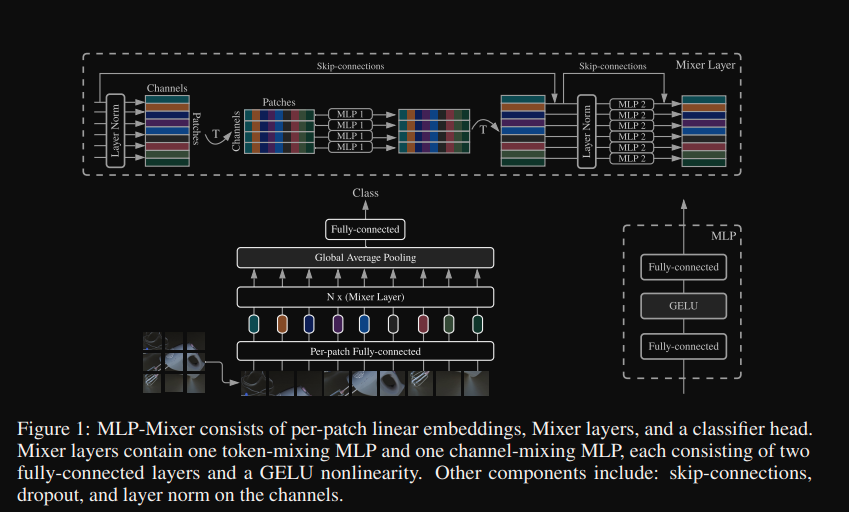 Skip-connections
Skip-connections
Mixer Layer
Layer Norm
Channels
Patches
T
Channels
Patches
MLP 1
MLP 1
MLP 1
MLP 1
T
Layer Norm
MLP 2
MLP 2
MLP 2
MLP 2
MLP 2
MLP 2
Class
Fully-connected
Global Average Pooling
N x (Mixer Layer)
Per-patch Fully-connected
MLP
Fully-connected
GELU
Fully-connected
Figure 1: MLP-Mixer consists of per-patch linear embeddings, Mixer layers, and a classifier head.
Mixer layers contain one token-mixing MLP and one channel-mixing MLP, each consisting of two
fully-connected layers and a GELU nonlinearity. Other components include: skip-connections,
dropout, and layer norm on the channels.